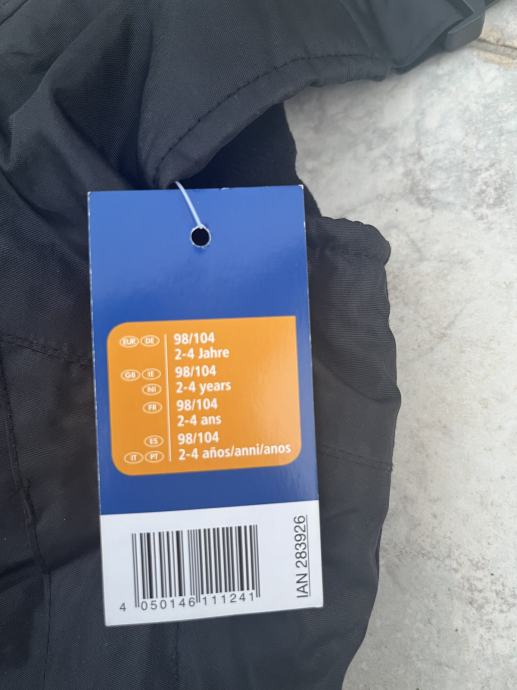 EUR DE 98/104
2-4 Jahre
GB IE 98/104
NI 2-4 years
FR 98/104
2-4 ans
ES 98/104
IT PT 2-4 años/anni/anos
4 050146 111241
IAN 283926